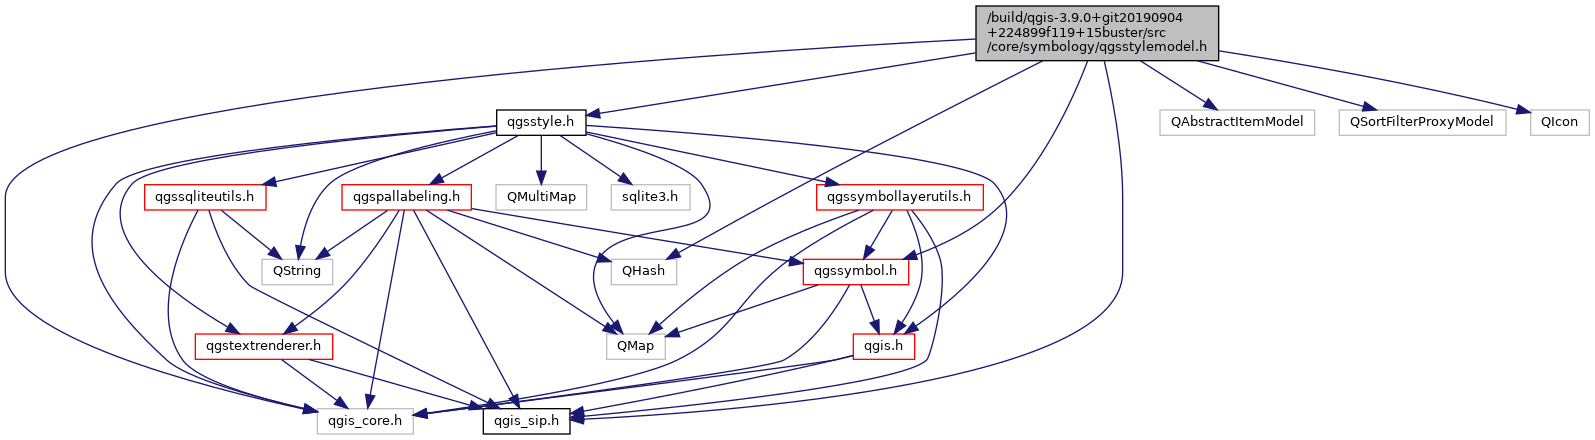 /build/qgis-3.9.0+git20190904
+224899f119+15buster/src
/core/symbology/qgsstylemodel.h
qgsstyle.h
QAbstractItemModel
QSortFilterProxyModel
QIcon
qgssqliteutils.h
qgspallabeling.h
QMultiMap
sqlite3.h
qgssymbollayerutils.h
QString
QHash
qgssymbol.h
qgstextrenderer.h
QMap
qgis.h
qgis_core.h
qgis_sip.h